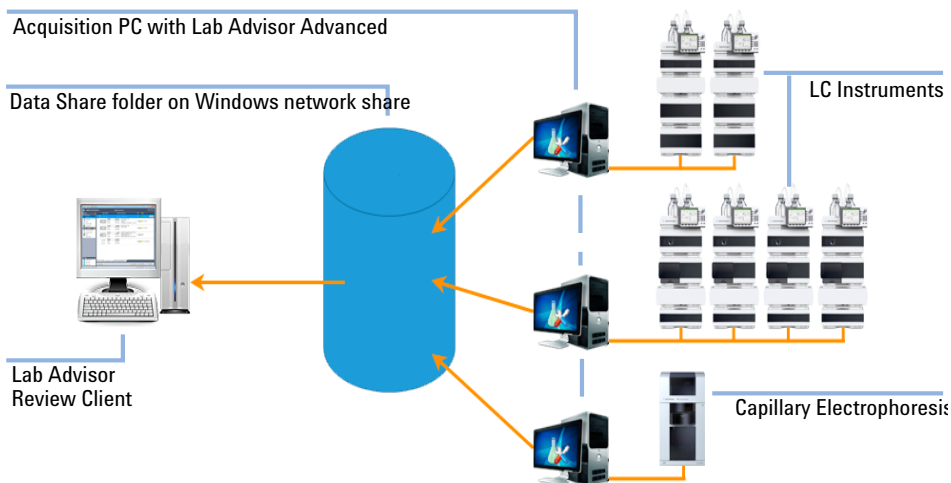 Acquisition PC with Lab Advisor Advanced
Data Share folder on Windows network share
LC Instruments
Lab Advisor
Review Client
Capillary Electrophoresis